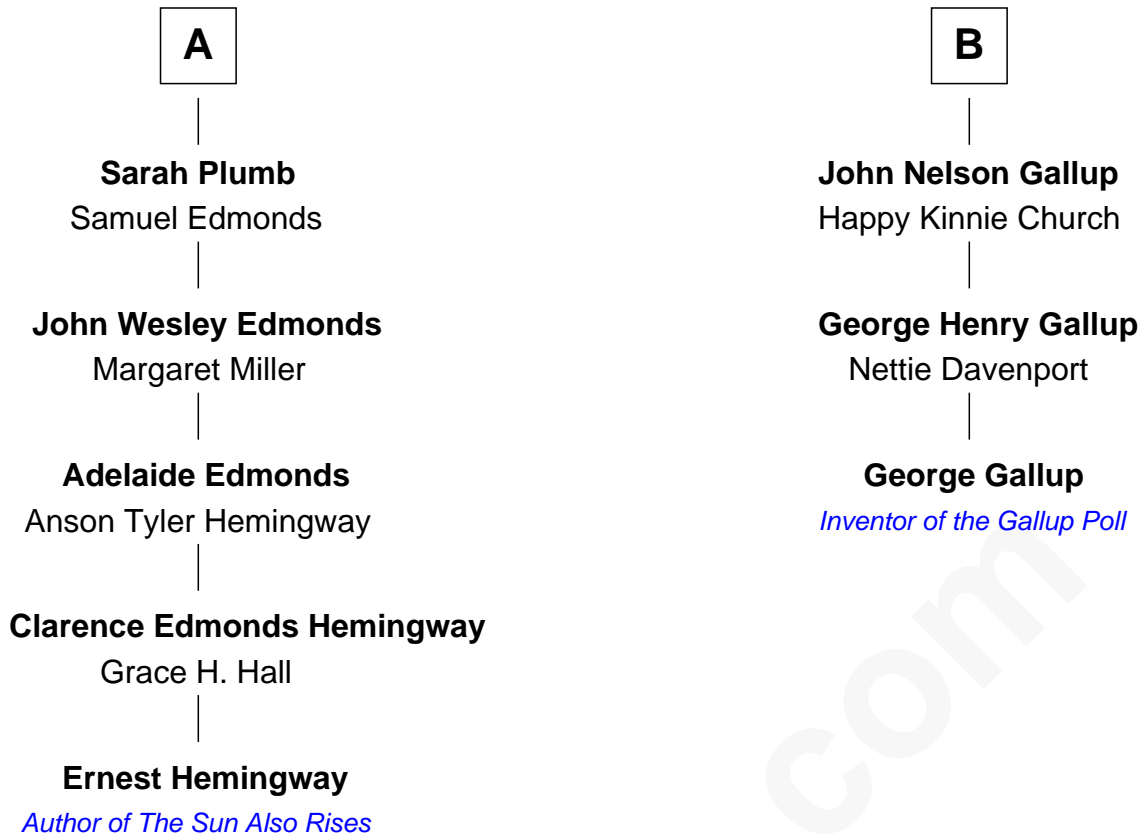 A
Sarah Plumb
Samuel Edmonds
John Wesley Edmonds
Margaret Miller
Adelaide Edmonds
Anson Tyler Hemingway
Clarence Edmonds Hemingway
Grace H. Hall
Ernest Hemingway
Author of The Sun Also Rises
B
John Nelson Gallup
Happy Kinnie Church
George Henry Gallup
Nettie Davenport
George Gallup
Inventor of the Gallup Poll
com